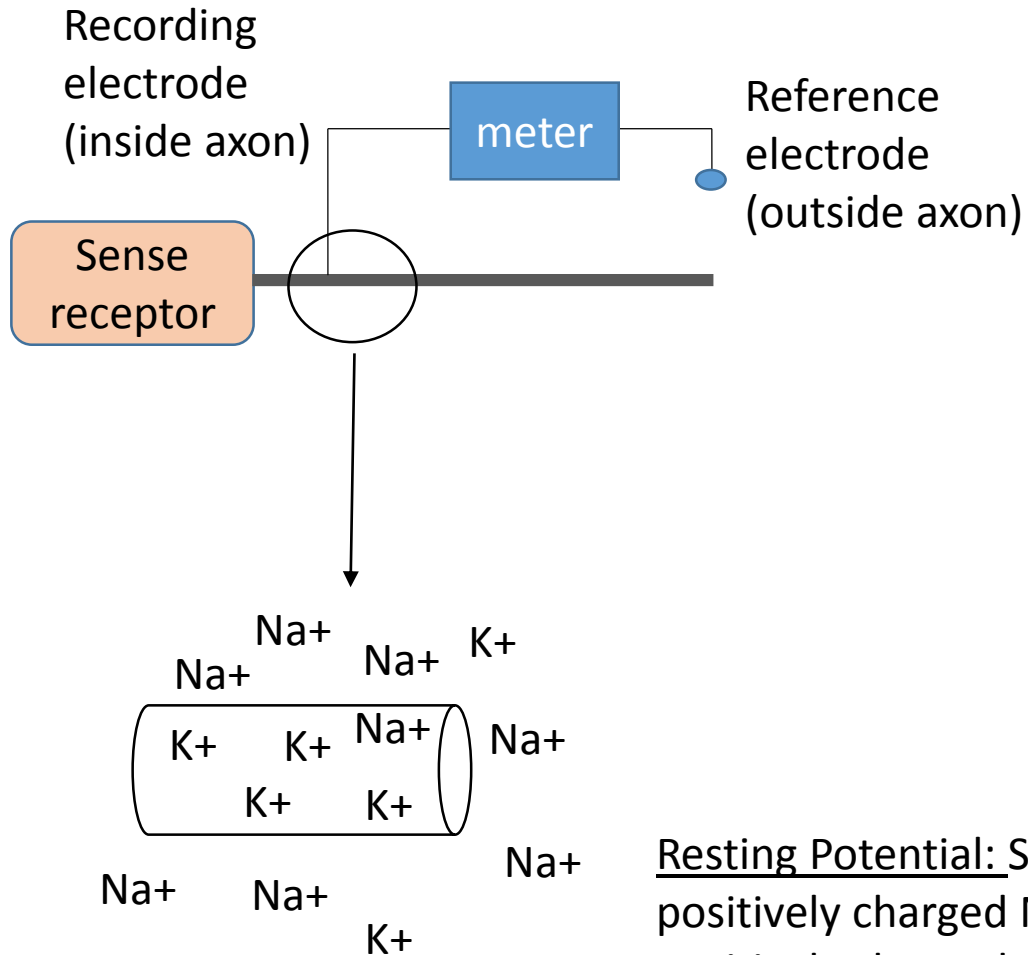 Recording
electrode
(inside axon)
meter
Reference
electrode
(outside axon)
Sense
receptor
Na+
Na+
Na+
K+
K+
K+
Na+
Na+
K+
K+
Na+
Na+
Na+
K+
Resting Potential:
positively charged